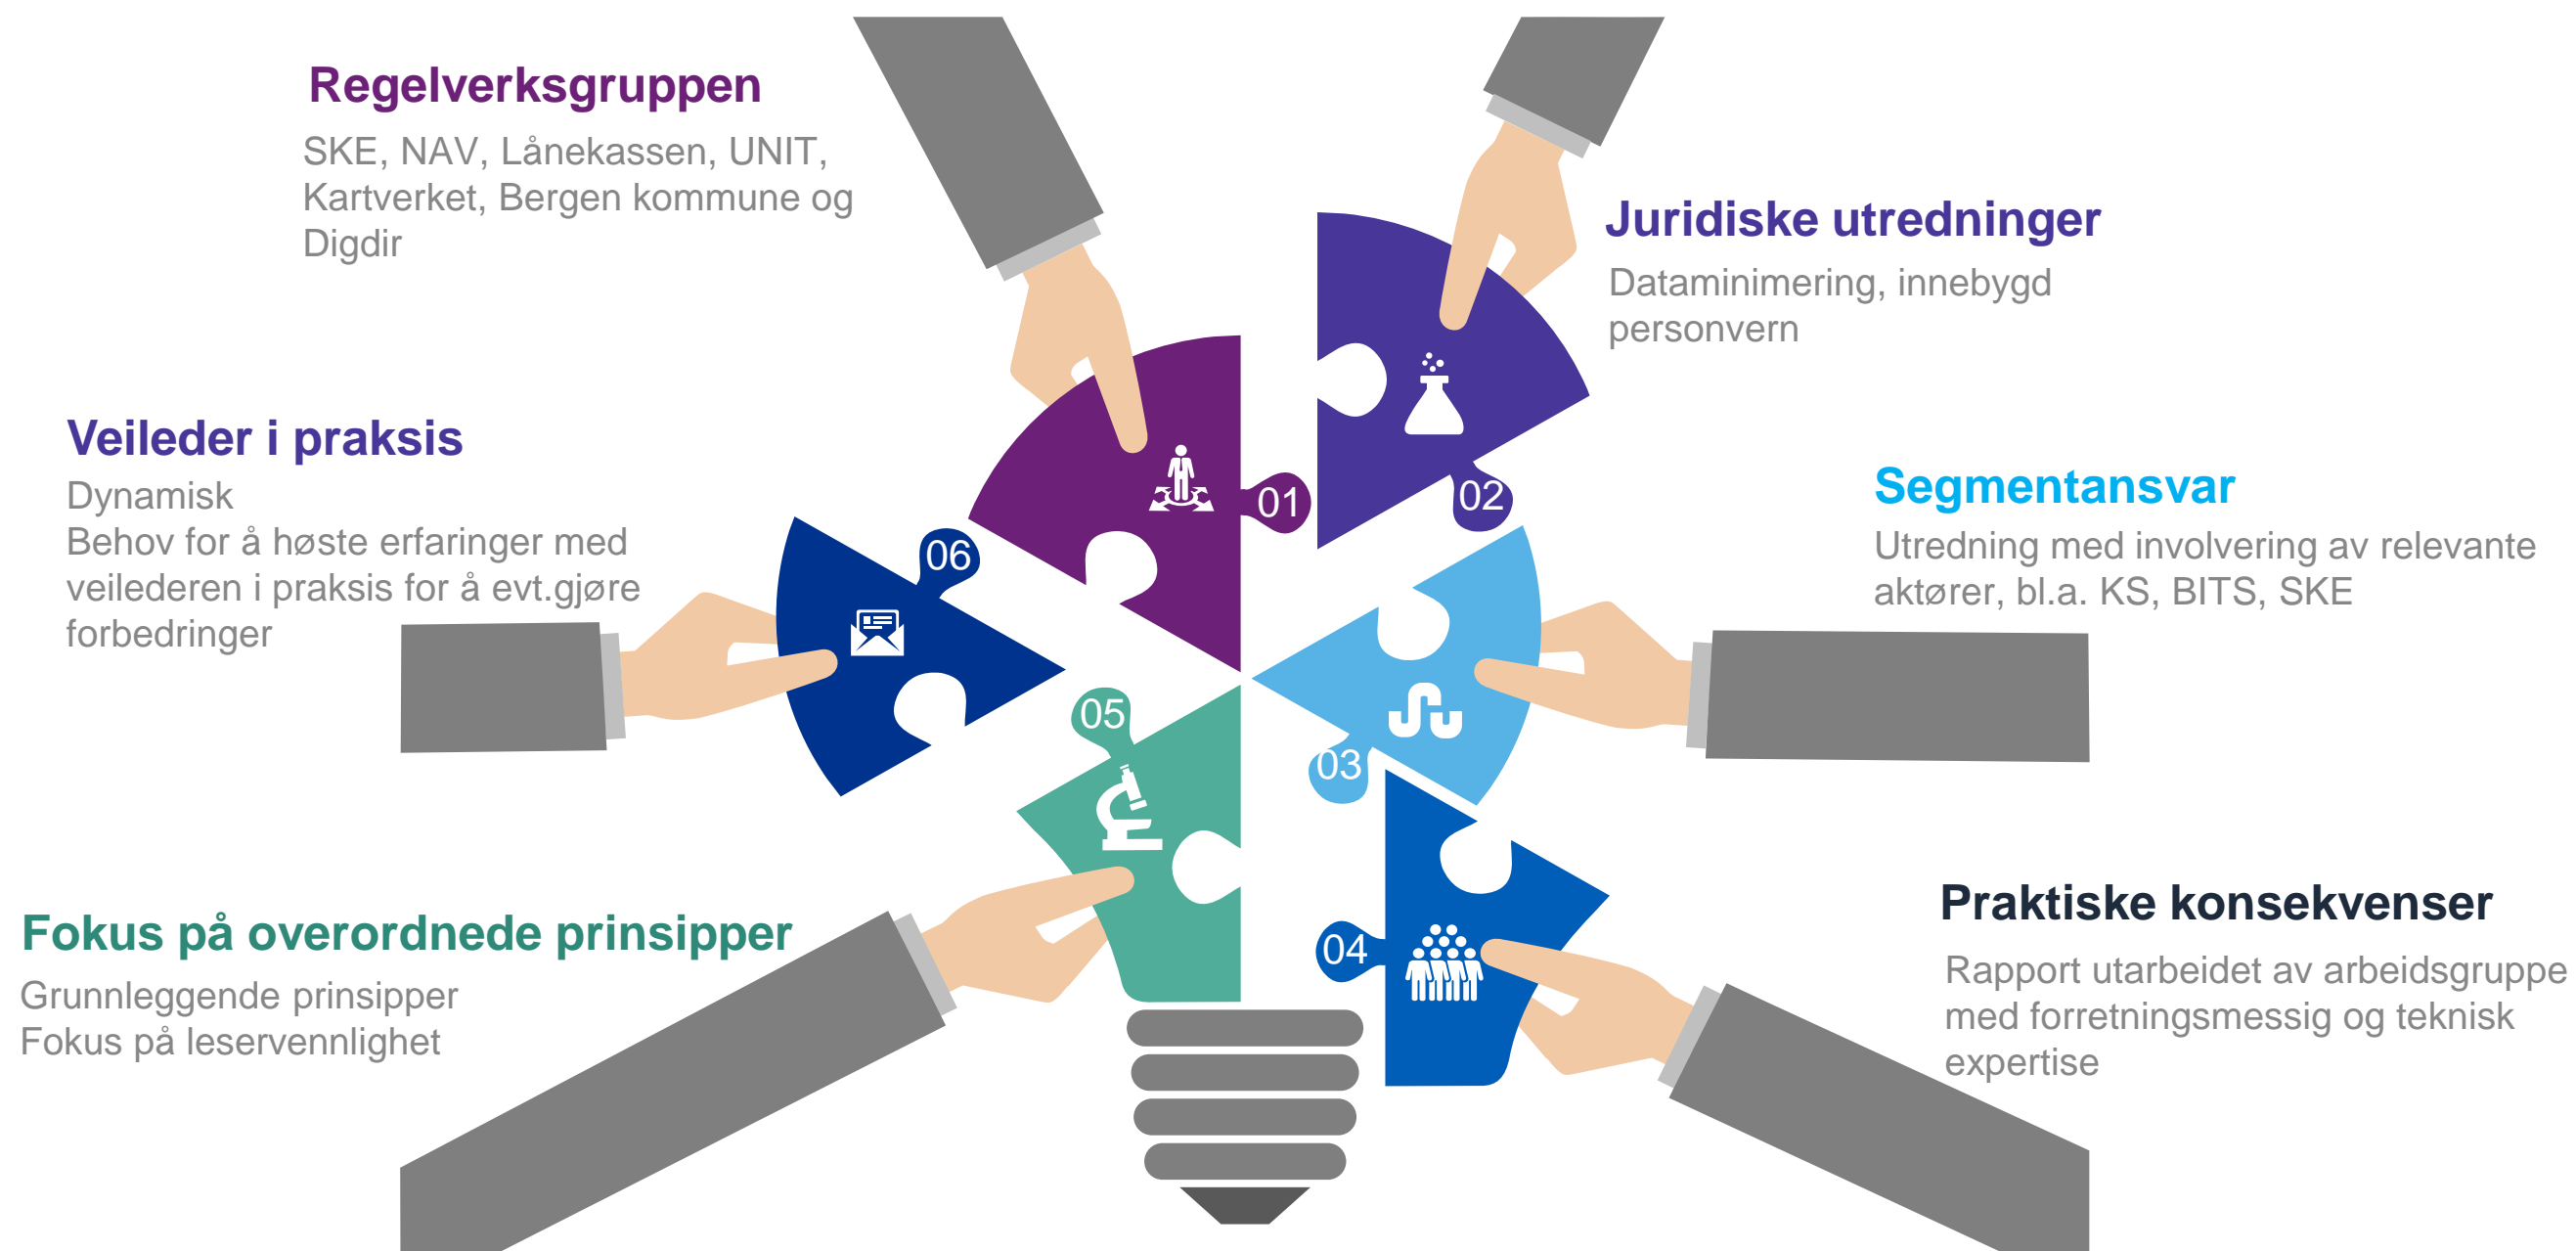 Regelverksgruppen
SKE, NAV, Lånekassen, UNIT,
Kartverket, Bergen kommune og
Digdir
01
Juridiske utredninger
Dataminimering, innebygd
personvern
02
Segmentansvar
Utredning med involvering av relevante
aktører, bl.a. KS, BITS, SKE
03
Praktiske konsekvenser
Rapport utarbeidet av arbeidsgruppe
med forretningsmessig og teknisk
expertise
04
Fokus på overordnede prinsipper
Grunnleggende prinsipper
Fokus på leservennlighet
05
Veileder i praksis
Dynamisk
Behov for å høste erfaringer med
veilederen i praksis for å evt.gjøre
forbedringer
06